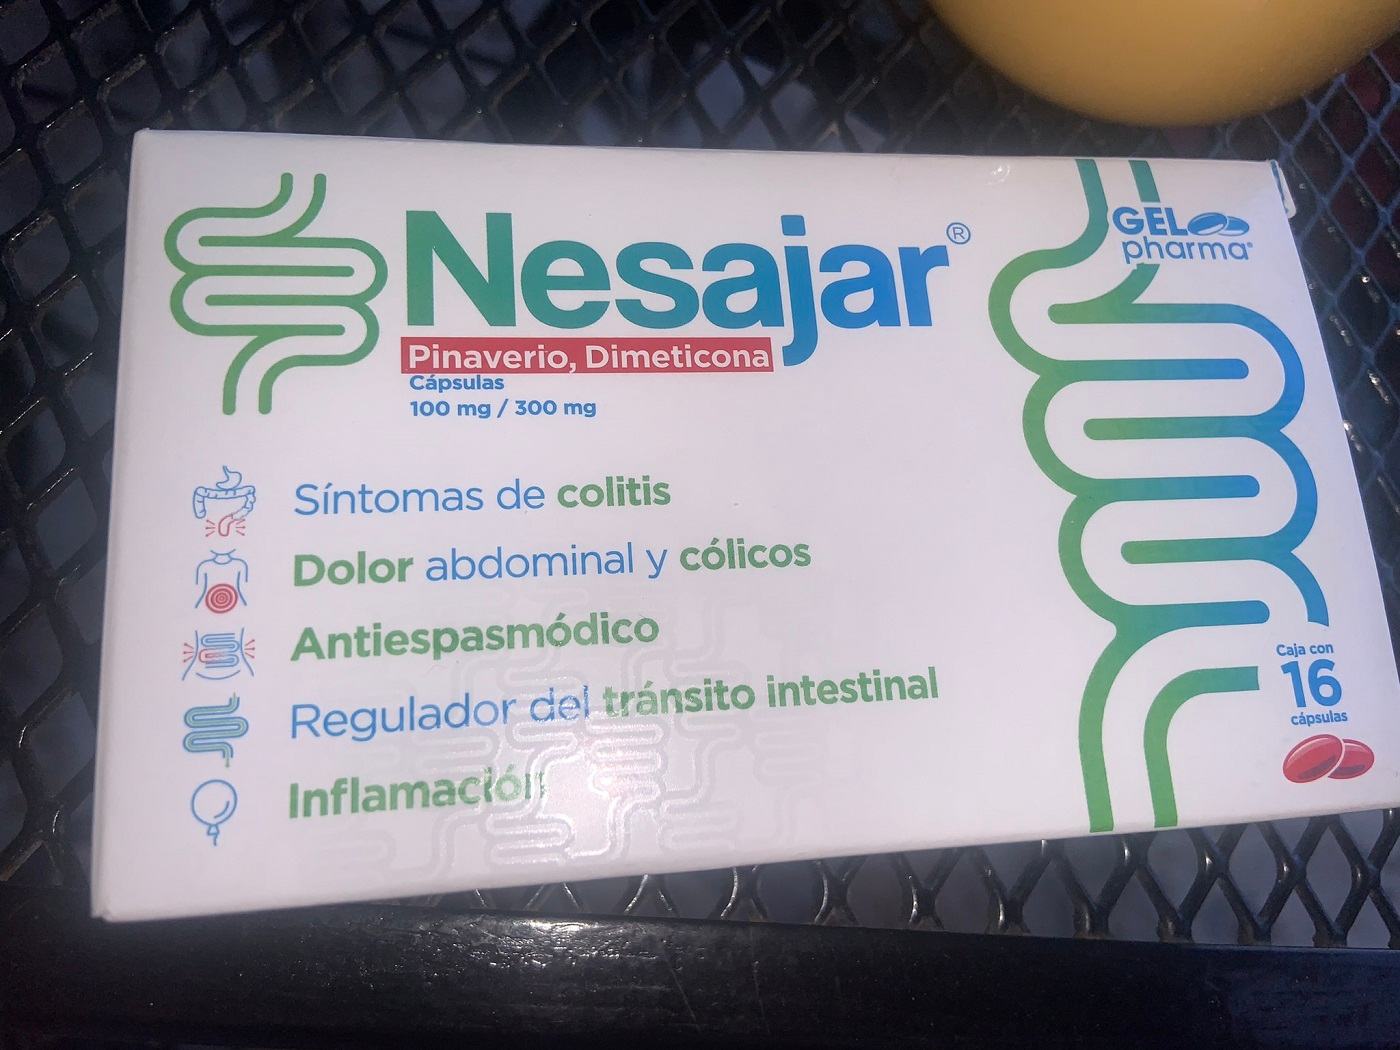 Nesajar®
Pinaverio, Dimeticona
Cápsulas
100 mg / 300 mg
GEL
pharma®
Síntomas de colitis
Dolor abdominal y cólicos
Antiespasmódico
Regulador del tránsito intestinal
Inflamación
Caja con
16
cápsulas